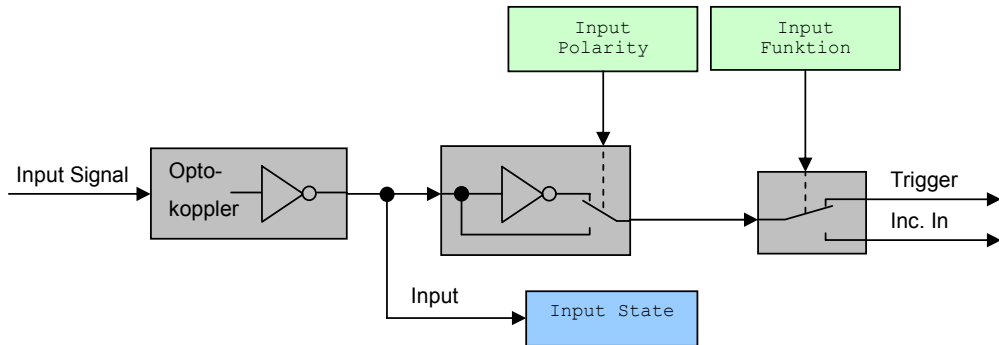 Input
Polarity
Input
Funktion
Input Signal
Opto-
koppler
Trigger
Inc. In
Input
Input State